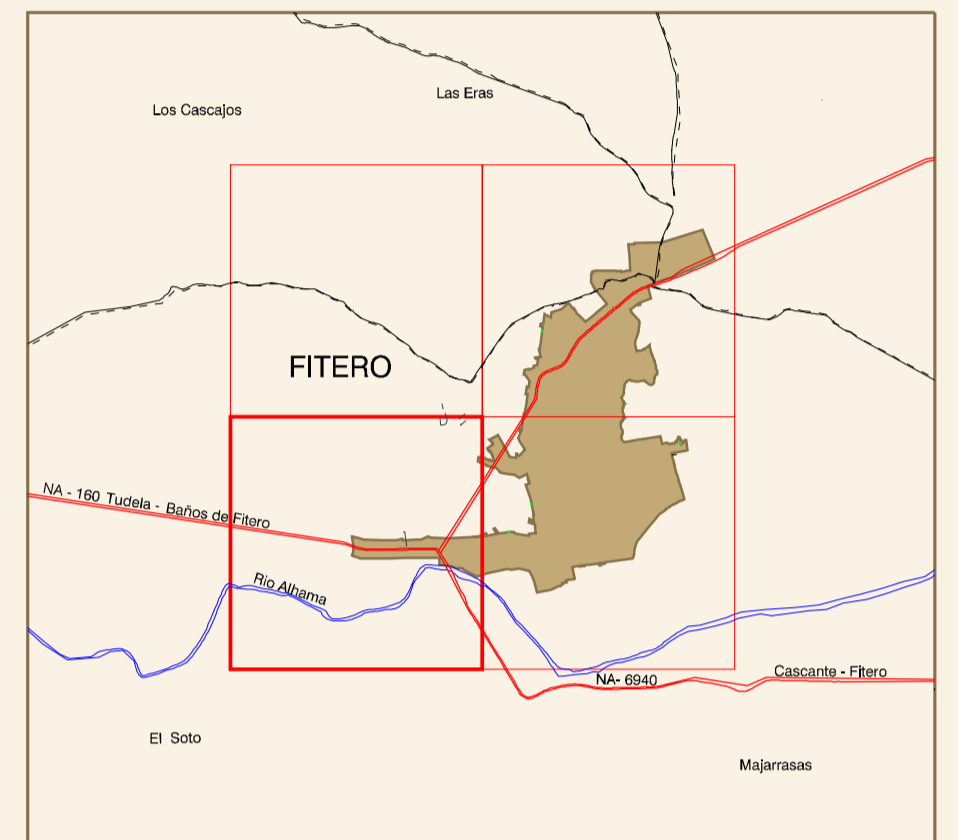 Las Eras
Los Cascajos
FITERO
NA - 160 Tudela - Baños de Fitero
Rio Alhama
Cascante - Fitero
NA- 6940
El Soto
Majarrasas